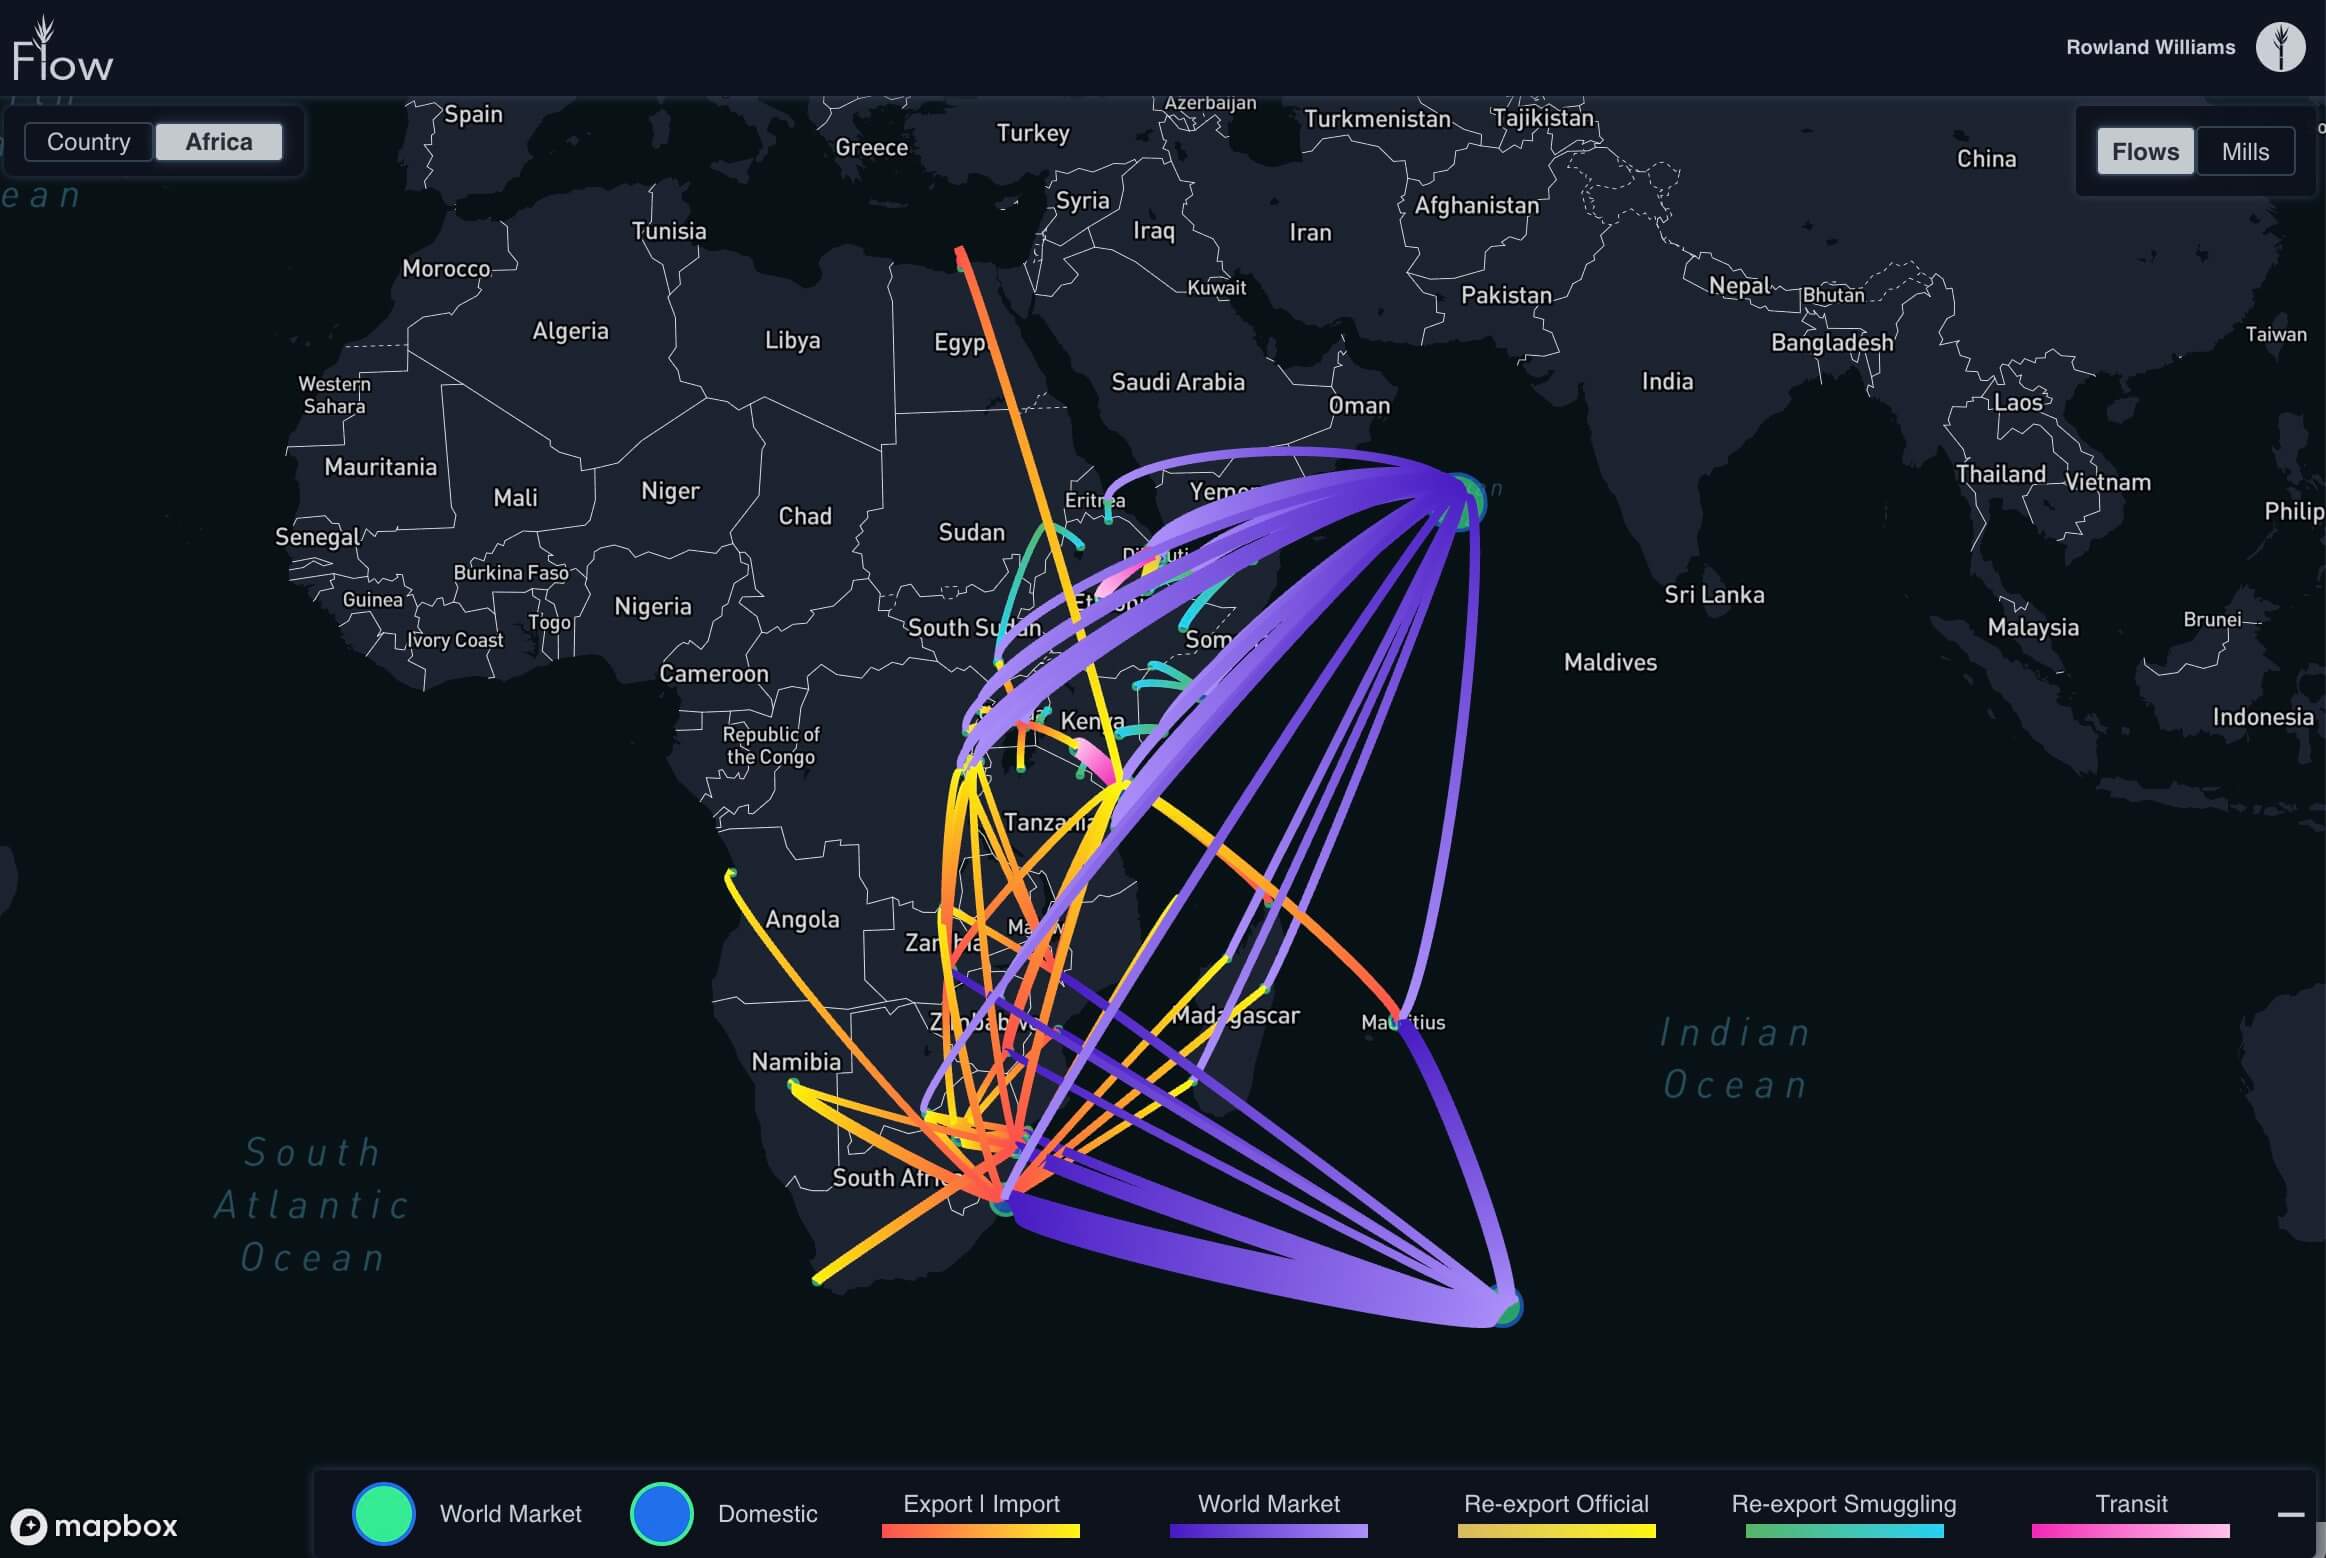 Flow
Rowland Williams
Country
Africa
Flows
Mills
ean
Spain
Greece
Turkey
Azerbaijan
Turkmenistan
Tajikistan
China
Syria
Iraq
Iran
Afghanistan
Tunisia
Morocco
Kuwait
Pakistan
Nepal
Bhutan
Algeria
Libya
Egypt
Bangladesh
Taiwan
Western
Sahara
Saudi Arabia
Oman
India
Laos
Mauritania
Mali
Niger
Chad
Eritrea
Yemen
Thailand
Vietnam
Senegal
Sudan
Philip
Burkina Faso
Djibouti
Guinea
Togo
Nigeria
Ethiopia
Sri Lanka
Ivory Coast
South Sudan
Som
Malaysia
Brunei
Cameroon
Maldives
Kenya
Indonesia
Republic of
the Congo
Tanzania
Angola
Zambia
Malaw
Zimbabwe
Madagascar
Mauritius
Indian
Ocean
Namibia
South
Atlantic
Ocean
South Afric
mapbox
World Market
Domestic
Export | Import
World Market
Re-export Official
Re-export Smuggling
Transit